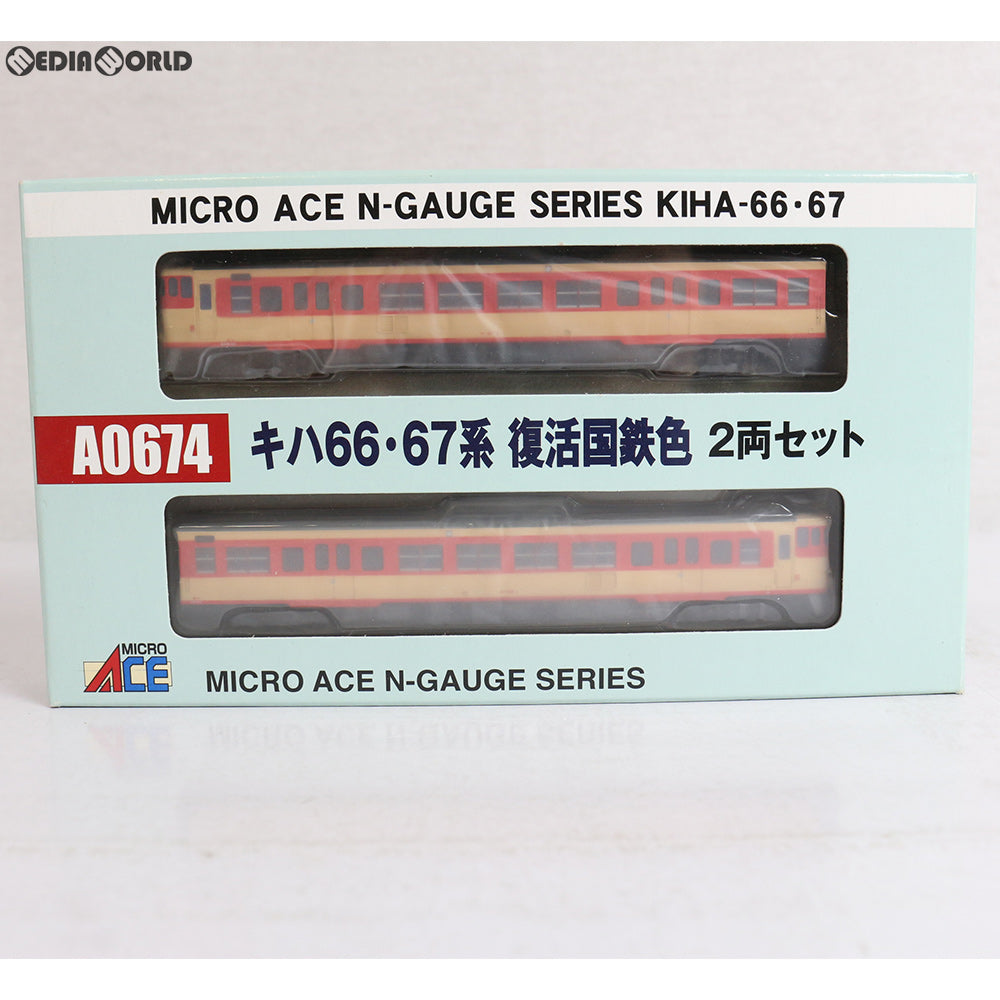 MEDIAWORLD
MICRO ACE N-GAUGE SERIES KIHA-66・67
A0674 キハ66・67系 復活国鉄色 2両セット
MICRO
ACE
MICRO ACE N-GAUGE SERIES